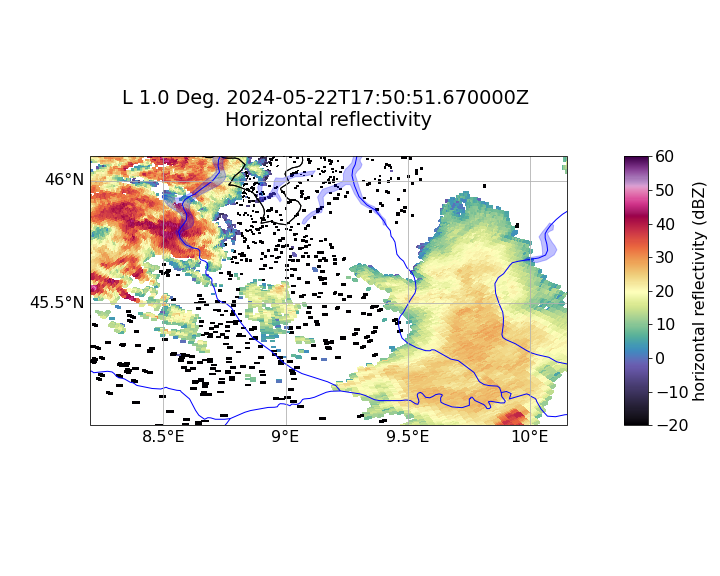 L 1.0 Deg. 2024-05-22T17:50:51.670000Z
Horizontal reflectivity
46°N
45.5°N
8.5°E
9°E
9.5°E
10°E
60
50
40
30
20
10
0
−10
−20
horizontal reflectivity (dBZ)